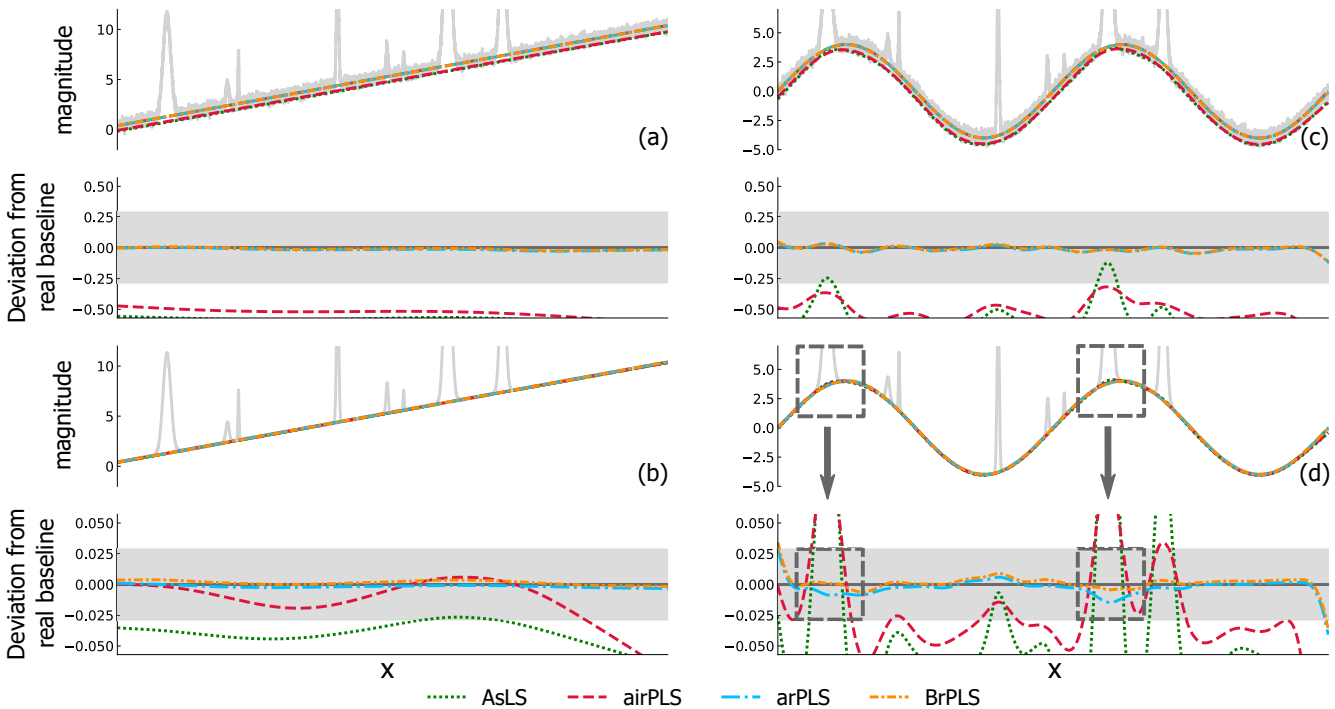 magnitude
10
5
0
(a)
5.0
2.5
0.0
−2.5
−5.0
(c)
Deviation from
real baseline
0.50
0.25
0.00
−0.25
−0.50
0.50
0.25
0.00
−0.25
−0.50
magnitude
10
5
0
(b)
5.0
2.5
0.0
−2.5
−5.0
(d)
Deviation from
real baseline
0.050
0.025
0.000
−0.025
−0.050
0.050
0.025
0.000
−0.025
−0.050
x
x
AsLS airPLS arPLS BrPLS